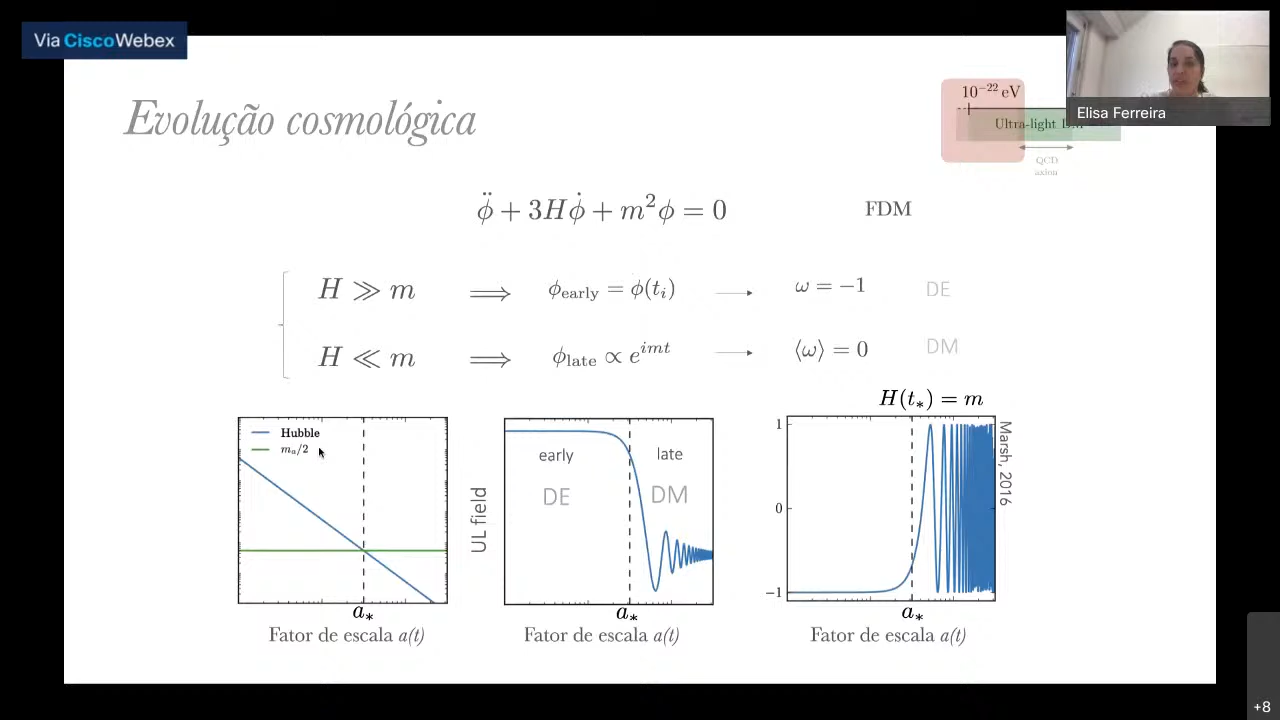 Via CiscoWebex
Evolução cosmológica
10⁻²² eV
Ultra-light
QCD
axion
Elisa Ferreira
ϕ̈ + 3Hϕ̇ + m²ϕ = 0
FDM
H ≫ m ⟹ ϕ_early = ϕ(t_i) → ω = −1 DE
H ≪ m ⟹ ϕ_late ∝ e^{imt} → ⟨ω⟩ = 0 DM
H(t_*) = m
Hubble
m_a/2
a_*
Fator de escala a(t)
UL field
early late
DE DM
a_*
Fator de escala a(t)
1
0
−1
Marsh, 2016
a_*
Fator de escala a(t)
+8